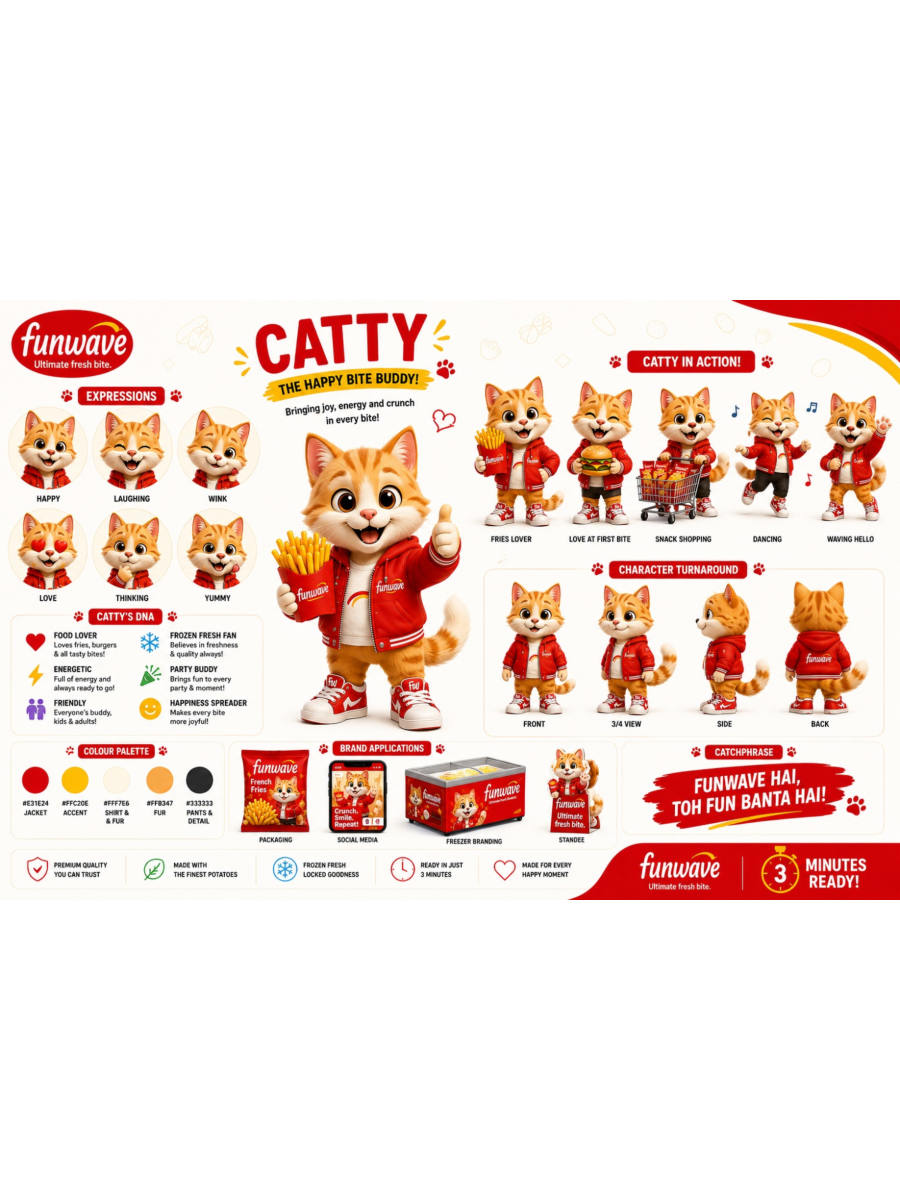 funwave
Ultimate fresh bite.
CATTY
THE HAPPY BITE BUDDY!
Bringing joy, energy and crunch
in every bite!
EXPRESSIONS
HAPPY
LAUGHING
WINK
LOVE
THINKING
YUMMY
CATTY'S DNA
FOOD LOVER
Loves fries, burgers
& all tasty bites!
FROZEN FRESH FAN
Believes in freshness
& quality always!
ENERGETIC
Full of energy and
always ready to go!
PARTY BUDDY
Brings fun to every
party & moment!
FRIENDLY
Everyone's buddy,
kids & adults!
HAPPINESS SPREADER
Makes every bite
more joyful!
funwave
funwave
CATTY IN ACTION!
FRIES LOVER
LOVE AT FIRST BITE
SNACK SHOPPING
DANCING
WAVING HELLO
CHARACTER TURNAROUND
funwave
FRONT
3/4 VIEW
SIDE
BACK
COLOUR PALETTE
#E31E24
JACKET
#FFC20E
ACCENT
#FFF7E6
SHIRT &
& FUR
#FFB347
FUR
#333333
PANTS &
DETAIL
BRAND APPLICATIONS
funwave
French
Fries
PACKAGING
Crunch.
Smile.
Repeat!
SOCIAL MEDIA
funwave
FREEZER BRANDING
funwave
Ultimate
fresh bite.
STANDEE
CATCHPHRASE
FUNWAVE HAI,
TOH FUN BANTA HAI!
PREMIUM QUALITY
YOU CAN TRUST
MADE WITH
THE FINEST POTATOES
FROZEN FRESH
LOCKED GOODNESS
READY IN JUST
3 MINUTES
MADE FOR EVERY
HAPPY MOMENT
funwave
Ultimate fresh bite.
3
MINUTES
READY!